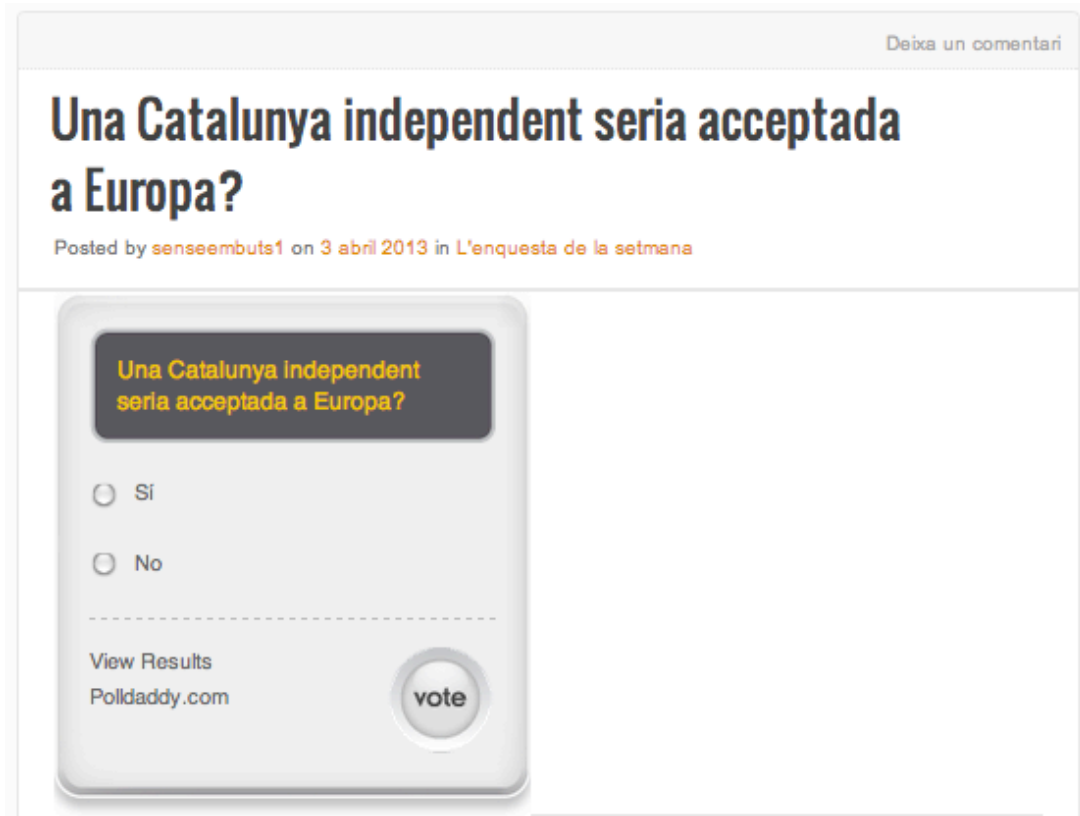 Deixa un comentari
Una Catalunya independent seria acceptada
a Europa?
Posted by senseembuts1 on 3 abril 2013 in L'enquesta de la setmana
Una Catalunya independent
seria acceptada a Europa?
Sí
No
View Results
Polldaddy.com
vote